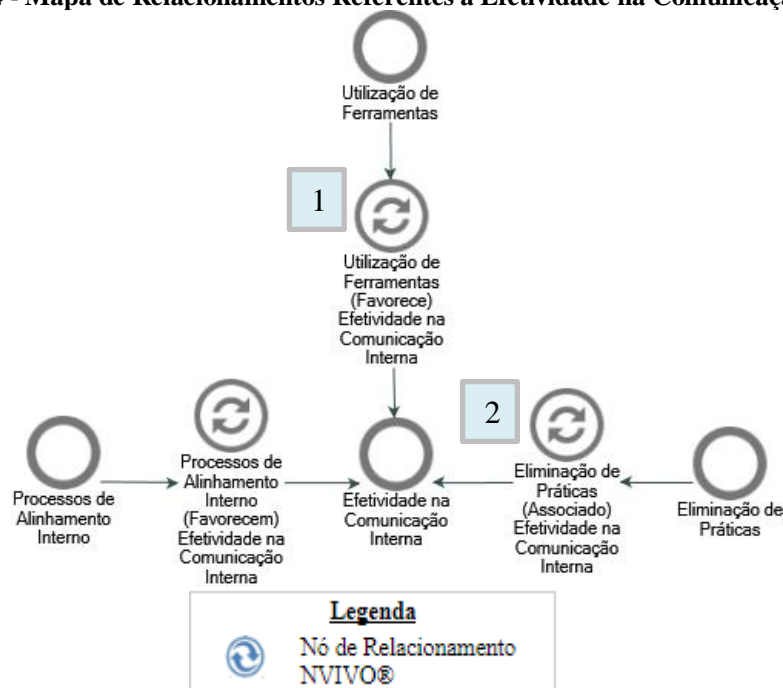 - Mapa de Relacionamentos Referentes à Efetividade na
Utilização de
Ferramentas
1
Utilização de
Ferramentas
(Favorece)
Efetividade na
Comunicação
Interna
2
Processos de
Alinhamento
Interno
Processos de
Alinhamento
Interno
(Favorecem)
Efetividade na
Comunicação
Interna
Efetividade na
Comunicação
Interna
Eliminação de
Práticas
(Associado)
Efetividade na
Comunicação
Interna
Eliminação de
Práticas
Legenda
Nó de Relacionamento
NVIVO®